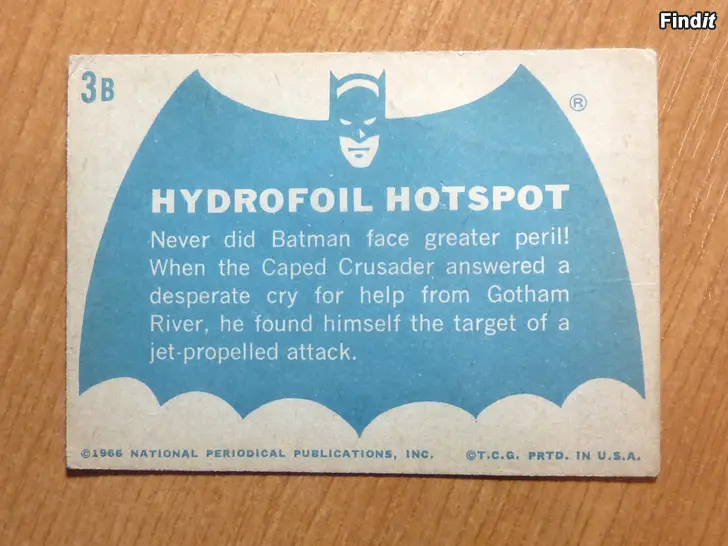 Findit
3B
®
HYDROFOIL HOTSPOT
Never did Batman face greater peril!
When the Caped Crusader answered a
desperate cry for help from Gotham
River, he found himself the target of a
jet-propelled attack.
©1966 NATIONAL PERIODICAL PUBLICATIONS, INC. ©T.C.G. PRTD. IN U.S.A.